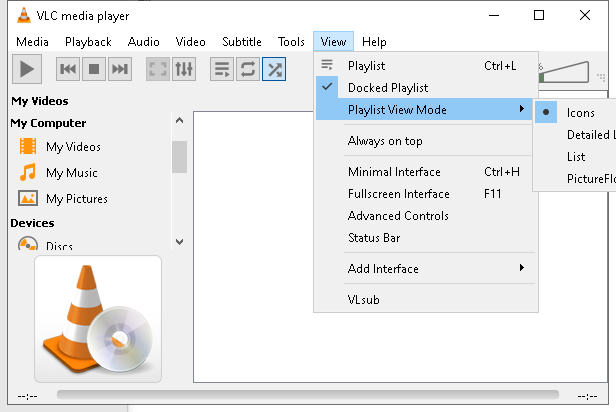 VLC media player
Media Playback Audio Video Subtitle Tools View Help
%
My Videos
My Computer
My Videos
My Music
My Pictures
Devices
Discs
Playlist Ctrl+L
Docked Playlist
Playlist View Mode
Always on top
Minimal Interface Ctrl+H
Fullscreen Interface F11
Advanced Controls
Status Bar
Add Interface
VLsub
Icons
Detailed L
List
PictureFlo
--:-- --:--